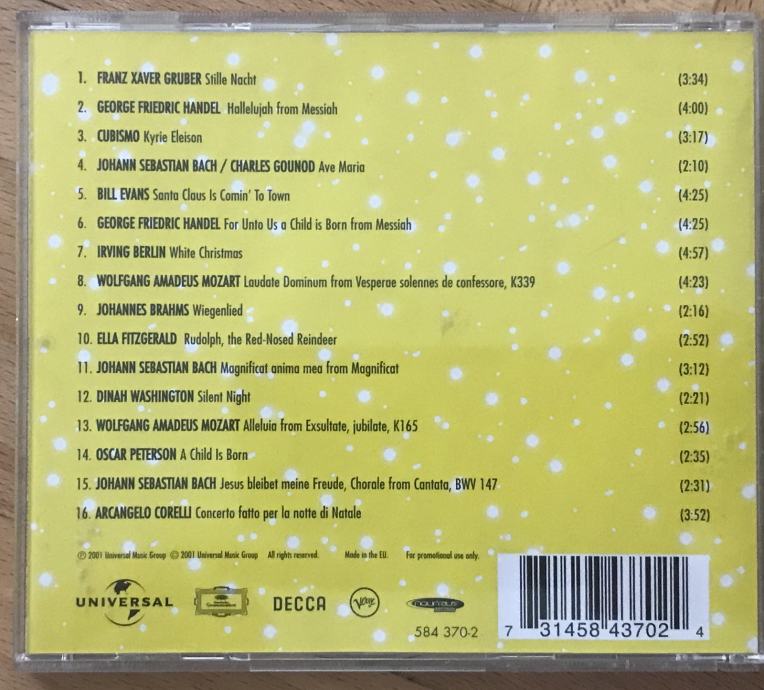 1. FRANZ XAVER GRUBER Stille Nacht (3:34)
2. GEORGE FRIEDRIC HANDEL Hallelujah from Messiah (4:00)
3. CUBISMO Kyrie Eleison (3:17)
4. JOHANN SEBASTIAN BACH / CHARLES GOUNOD Ave Maria (2:10)
5. BILL EVANS Santa Claus Is Comin' To Town (4:25)
6. GEORGE FRIEDRIC HANDEL For Unto Us a Child is Born from Messiah (4:25)
7. IRVING BERLIN White Christmas (4:57)
8. WOLFGANG AMADEUS MOZART Laudate Dominum from Vesperae solennes de confessore, K339 (4:23)
9. JOHANNES BRAHMS Wiegenlied (2:16)
10. ELLA FITZGERALD Rudolph, the Red-Nosed Reindeer (2:52)
11. JOHANN SEBASTIAN BACH Magnificat anima mea from Magnificat (3:12)
12. DINAH WASHINGTON Silent Night (2:21)
13. WOLFGANG AMADEUS MOZART Alleluia from Exsultate, jubilate, K165 (2:56)
14. OSCAR PETERSON A Child Is Born (2:35)
15. JOHANN SEBASTIAN BACH Jesus bleibet meine Freude, Chorale from Cantata, BWV 147 (2:31)
16. ARCANGELO CORELLI Concerto fatto per la notte di Natale (3:52)
℗ 2001 Universal Music Group © 2001 Universal Music Group All rights reserved. Made in the EU. For promotional use only.
UNIVERSAL DECCA Verve
584 370-2
7 31458 43702 4